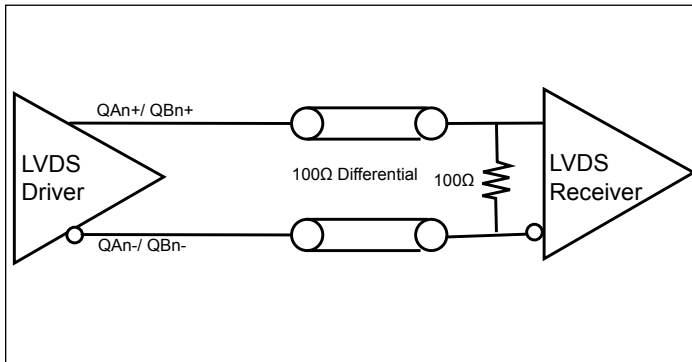 QAn+/ QBn+
LVDS
Driver
100Ω Differential
100Ω
LVDS
Receiver
QAn-/ QBn-